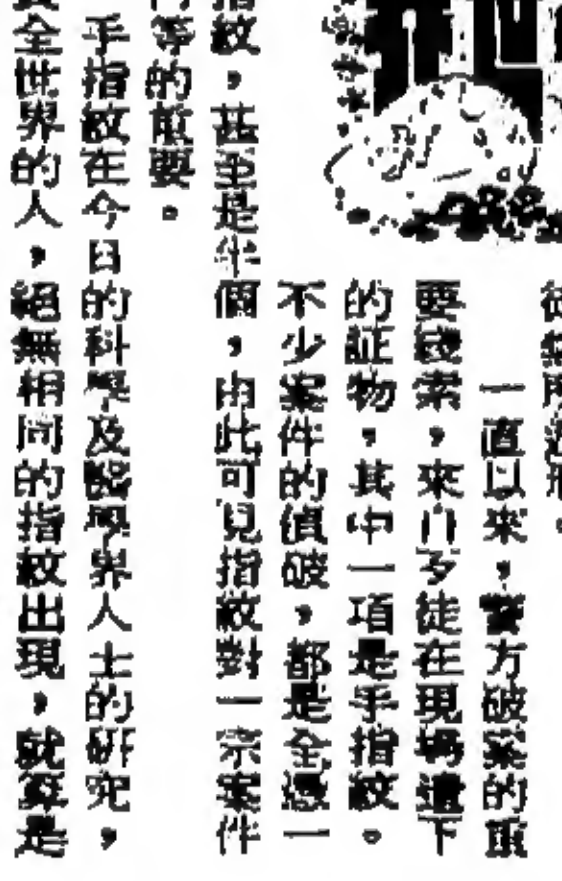 一直以來，警方破案的重
要線索，來自歹徒在現場遺下
的証物，其中一項是手指紋。
不少案件的偵破，都是全憑一
指紋，甚至是半個，由此可見指紋對一宗案件
等的重要。
手指紋在今日的科學及醫學界人士的研究，
全世界的人，絕無相同的指紋出現，就算是